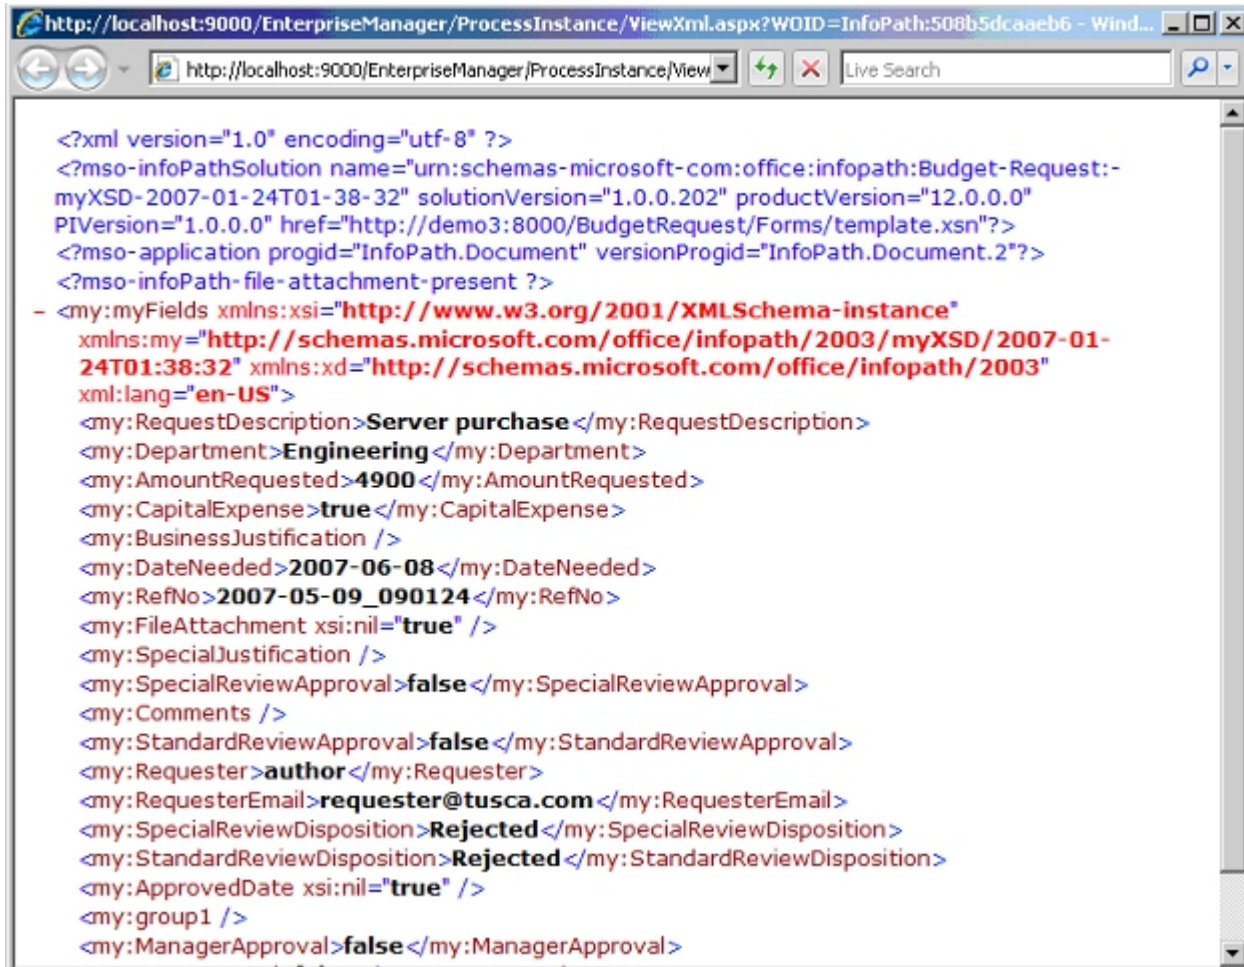 http://localhost:9000/EnterpriseManager/ProcessInstance/ViewXml.aspx?WOID=InfoPath:508b5dcaaeb6 - Wind...
http://localhost:9000/EnterpriseManager/ProcessInstance/View
Live Search
<?xml version="1.0" encoding="utf-8" ?>
<?mso-infoPathSolution name="urn:schemas-microsoft-com:office:infopath:Budget-Request:-
myXSD-2007-01-24T01-38-32" solutionVersion="1.0.0.202" productVersion="12.0.0.0"
PIVersion="1.0.0.0" href="http://demo3:8000/BudgetRequest/Forms/template.xsn"?>
<?mso-application progid="InfoPath.Document" versionProgid="InfoPath.Document.2"?>
<?mso-infoPath-file-attachment-present ?>
- <my:myFields xmlns:xsi="http://www.w3.org/2001/XMLSchema-instance"
xmlns:my="http://schemas.microsoft.com/office/infopath/2003/myXSD/2007-01-
24T01:38:32" xmlns:xd="http://schemas.microsoft.com/office/infopath/2003"
xml:lang="en-US">
<my:RequestDescription>Server purchase</my:RequestDescription>
<my:Department>Engineering</my:Department>
<my:AmountRequested>4900</my:AmountRequested>
<my:CapitalExpense>true</my:CapitalExpense>
<my:BusinessJustification />
<my:DateNeeded>2007-06-08</my:DateNeeded>
<my:RefNo>2007-05-09_090124</my:RefNo>
<my:FileAttachment xsi:nil="true" />
<my:SpecialJustification />
<my:SpecialReviewApproval>false</my:SpecialReviewApproval>
<my:Comments />
<my:StandardReviewApproval>false</my:StandardReviewApproval>
<my:Requester>author</my:Requester>
<my:RequesterEmail>requester@tusca.com</my:RequesterEmail>
<my:SpecialReviewDisposition>Rejected</my:SpecialReviewDisposition>
<my:StandardReviewDisposition>Rejected</my:StandardReviewDisposition>
<my:ApprovedDate xsi:nil="true" />
<my:group1 />
<my:ManagerApproval>false</my:ManagerApproval>